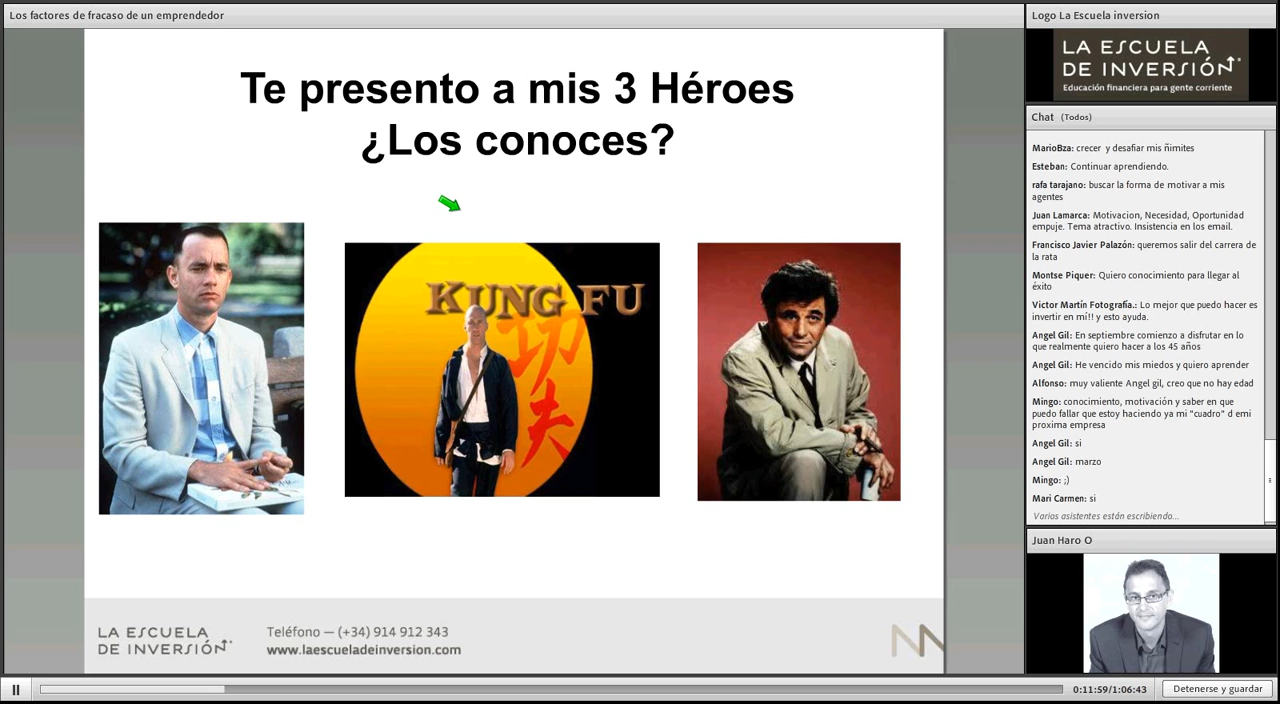 Los factores de fracaso de un emprendedor
Te presento a mis 3 Héroes
¿Los conoces?
KUNG FU
功
夫
LA ESCUELA
DE INVERSIÓN
Teléfono — (+34) 914 912 343
www.laescueladeinversion.com
Logo La Escuela inversion
LA ESCUELA
DE INVERSIÓN
Educación financiera para gente corriente
Chat (Todos)
MarioBza: crecer y desafiar mis ñimites
Esteban: Continuar aprendiendo.
rafa tarajano: buscar la forma de motivar a mis
agentes
Juan Lamarca: Motivacion, Necesidad, Oportunidad
empuje. Tema atractivo. Insistencia en los email.
Francisco Javier Palazón: queremos salir del carrera de
la rata
Montse Piquer: Quiero conocimiento para llegar al
éxito
Victor Martín Fotografía.: Lo mejor que puedo hacer es
invertir en mí!! y esto ayuda.
Angel Gil: En septiembre comienzo a disfrutar en lo
que realmente quiero hacer a los 45 años
Angel Gil: He vencido mis miedos y quiero aprender
Alfonso: muy valiente Angel gil, creo que no hay edad
Mingo: conocimiento, motivación y saber en que
puedo fallar que estoy haciendo ya mi "cuadro" d emi
proxima empresa
Angel Gil: si
Angel Gil: marzo
Mingo: ;)
Mari Carmen: si
Varios asistentes están escribiendo...
Juan Haro O
0:11:59/1:06:43
Detenerse y guardar